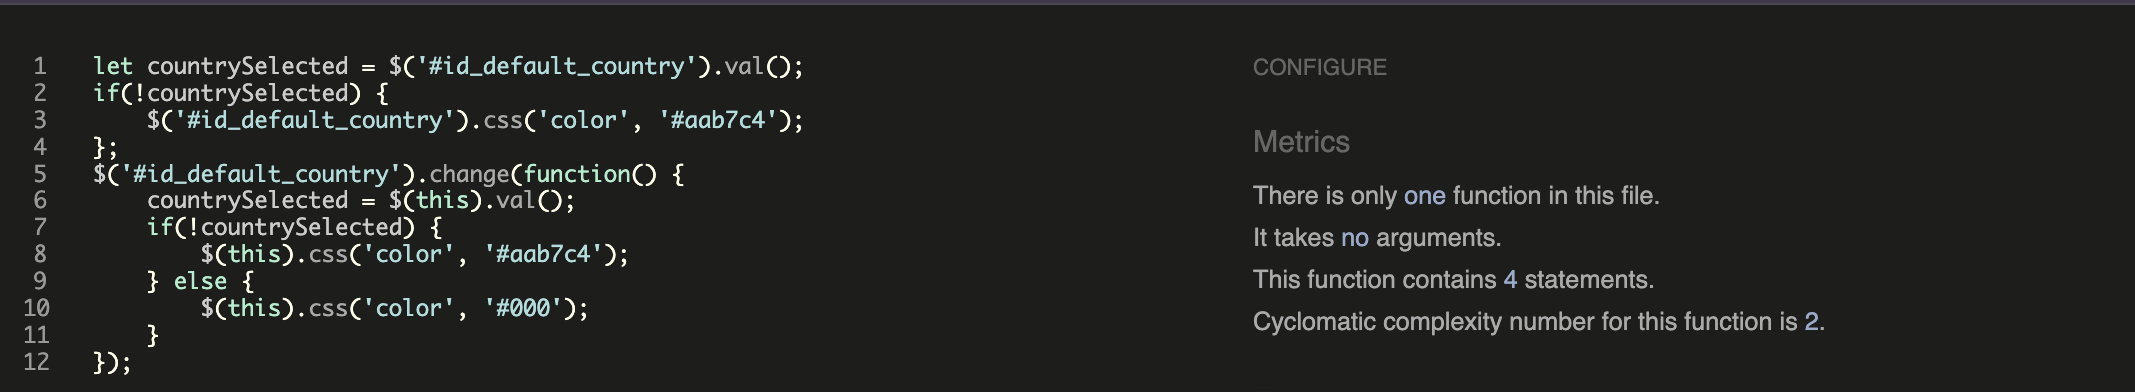 1 let countrySelected = $('#id_default_country').val();
2 if(!countrySelected) {
3     $('#id_default_country').css('color', '#aab7c4');
4 };
5 $('#id_default_country').change(function() {
6     countrySelected = $(this).val();
7     if(!countrySelected) {
8         $(this).css('color', '#aab7c4');
9     } else {
10         $(this).css('color', '#000');
11     }
12 });
CONFIGURE
Metrics
There is only one function in this file.
It takes no arguments.
This function contains 4 statements.
Cyclomatic complexity number for this function is 2.